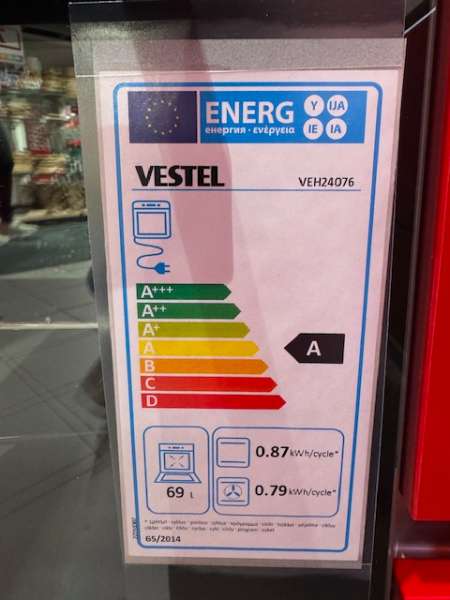 ENERG Y IJA
енергия · ενέργεια IE IA
VESTEL VEH24076
A+++
A++
A+
A
A
B
C
D
0.87 kWh/cycle*
69 L
0.79 kWh/cycle*
65/2014